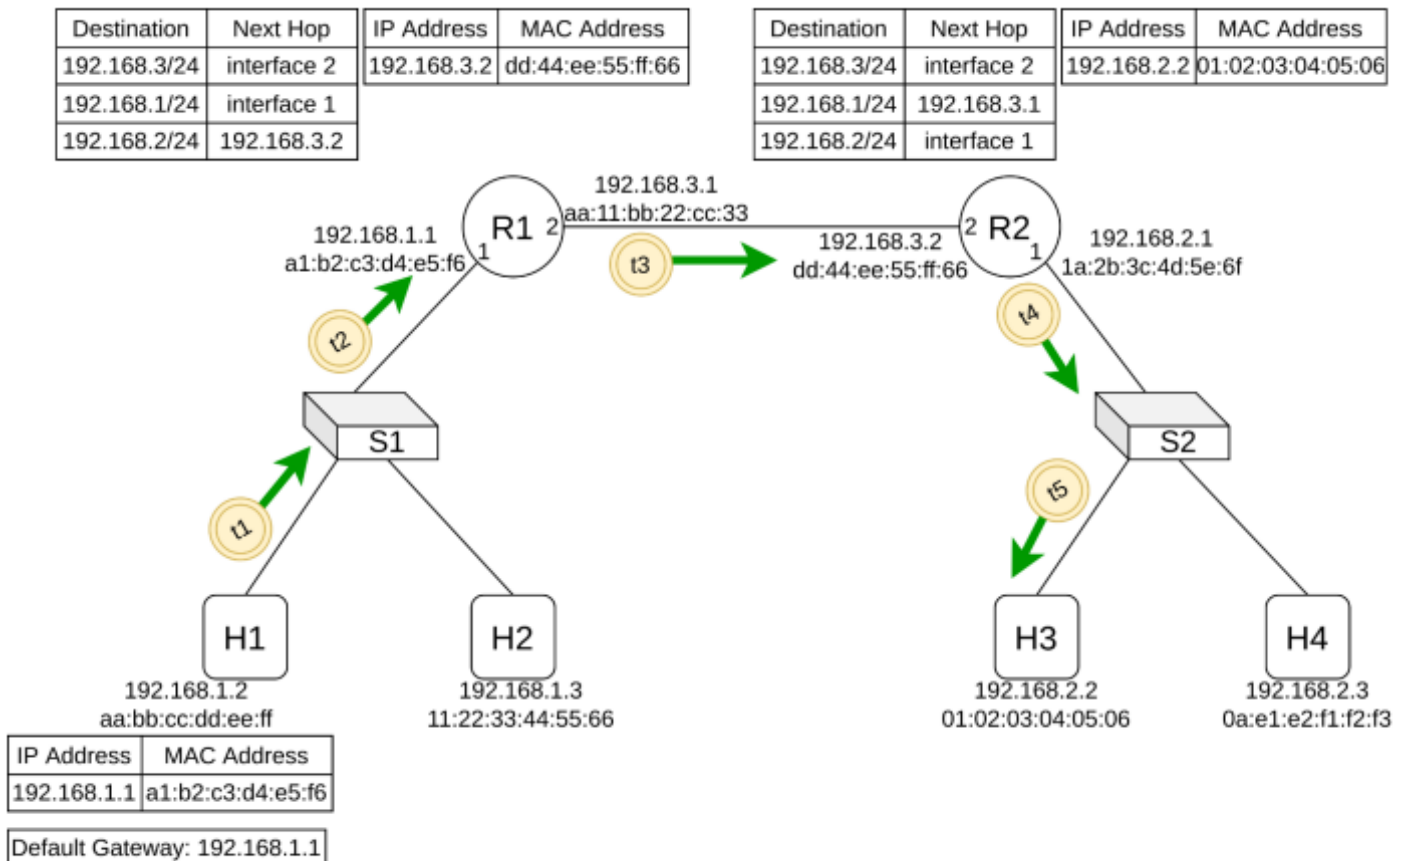 Destination Next Hop IP Address MAC Address
192.168.3/24 interface 2 192.168.3.2 dd:44:ee:55:ff:66
192.168.1/24 interface 1
192.168.2/24 192.168.3.2
Destination Next Hop IP Address MAC Address
192.168.3/24 interface 2 192.168.2.2 01:02:03:04:05:06
192.168.1/24 192.168.3.1
192.168.2/24 interface 1
192.168.3.1
aa:11:bb:22:cc:33
R1
1
2
192.168.1.1
a1:b2:c3:d4:e5:f6
t3
192.168.3.2
dd:44:ee:55:ff:66
2
R2
1
192.168.2.1
1a:2b:3c:4d:5e:6f
t2
t4
S1
S2
t1
t5
H1
192.168.1.2
aa:bb:cc:dd:ee:ff
H2
192.168.1.3
11:22:33:44:55:66
H3
192.168.2.2
01:02:03:04:05:06
H4
192.168.2.3
0a:e1:e2:f1:f2:f3
IP Address MAC Address
192.168.1.1 a1:b2:c3:d4:e5:f6
Default Gateway: 192.168.1.1